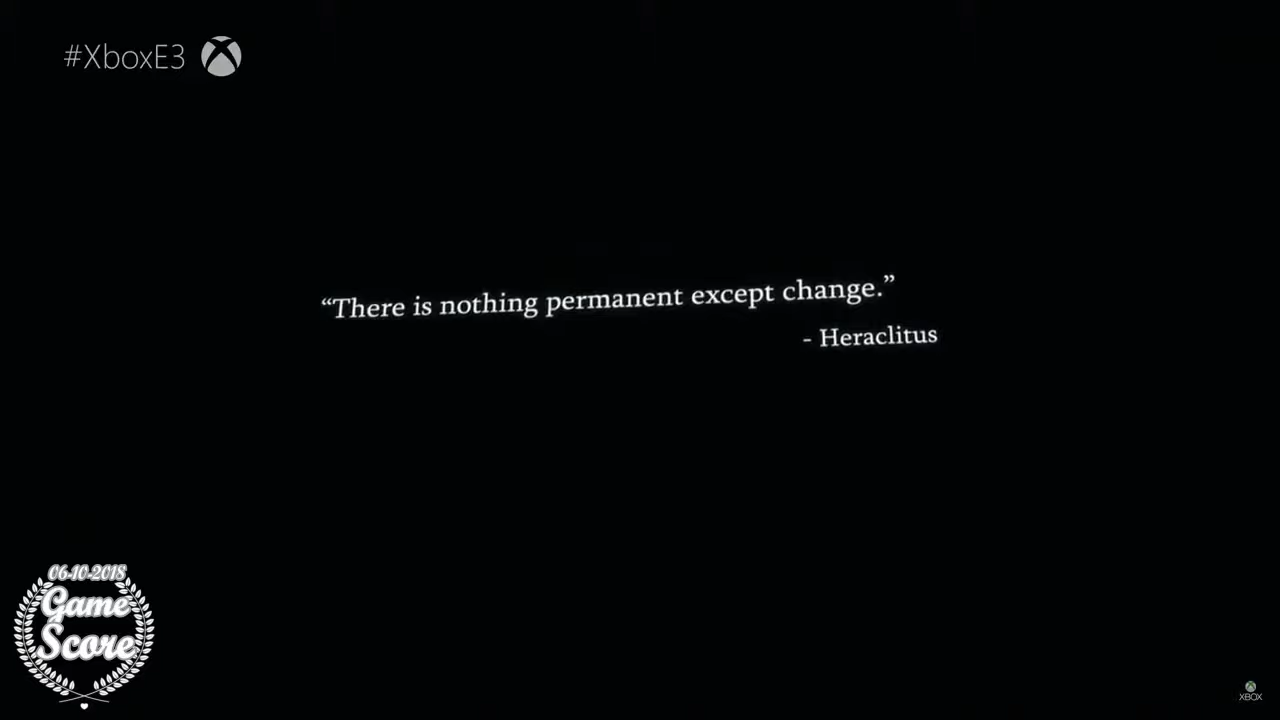 #XboxE3
“There is nothing permanent except change.”
- Heraclitus
06-10-2018
Game
Score
XBOX